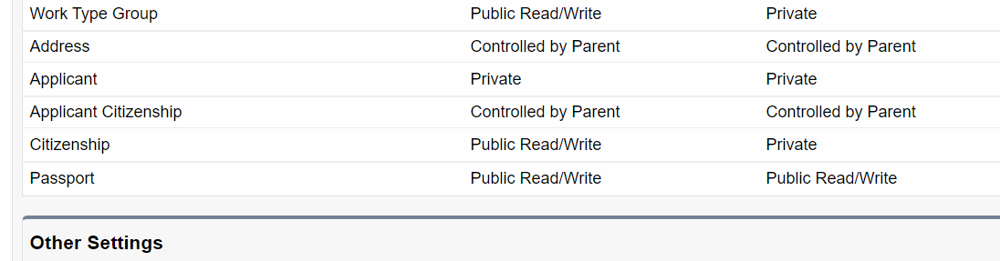 Work Type Group Public Read/Write Private
Address Controlled by Parent Controlled by Parent
Applicant Private Private
Applicant Citizenship Controlled by Parent Controlled by Parent
Citizenship Public Read/Write Private
Passport Public Read/Write Public Read/Write
Other Settings